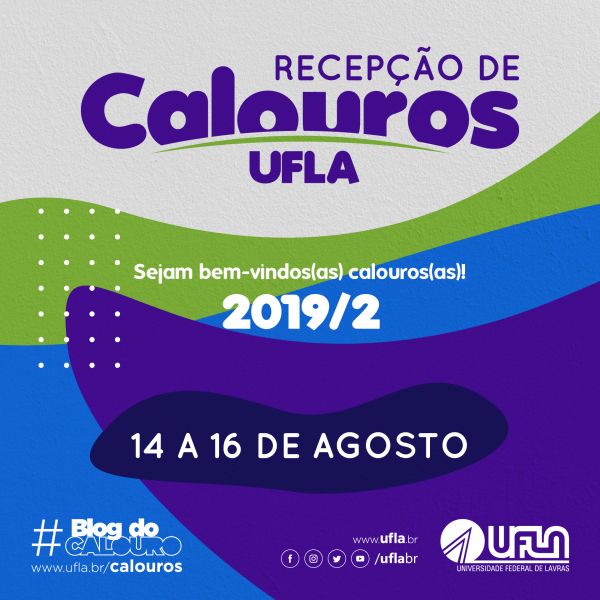 RECEPÇÃO DE
Calouros
UFLA
Sejam bem-vindos(as) calouros(as)!
2019/2
14 A 16 DE AGOSTO
# Blog do
CALOURO
www.ufla.br/calouros
www.ufla.br
/uflabr
UFLA
UNIVERSIDADE FEDERAL DE LAVRAS